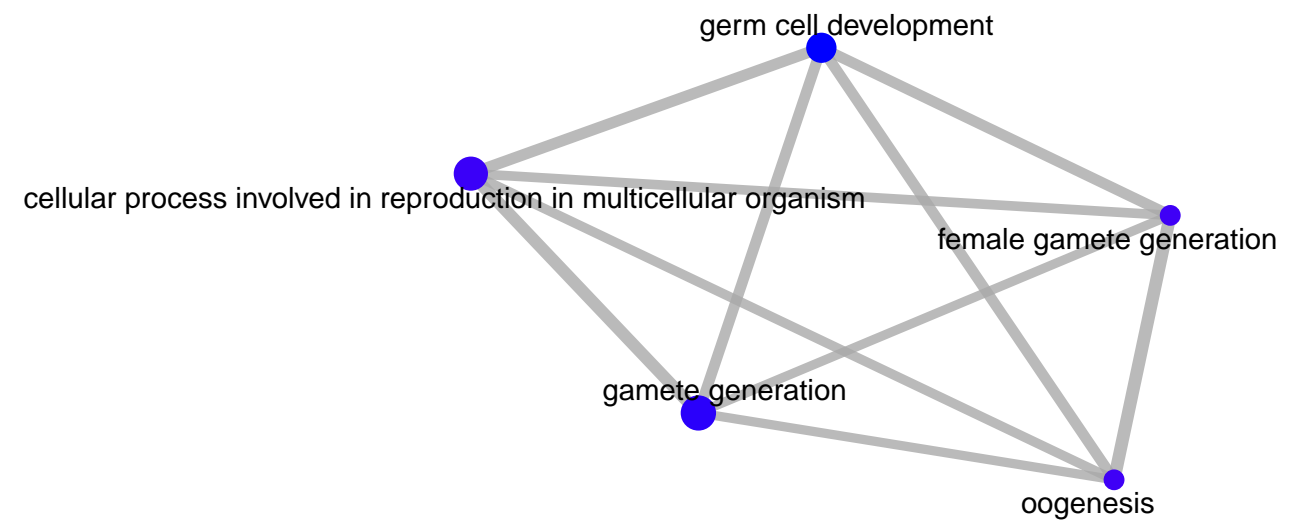 germ cell development
cellular process involved in reproduction in multicellular organism
female gamete generation
gamete generation
oogenesis